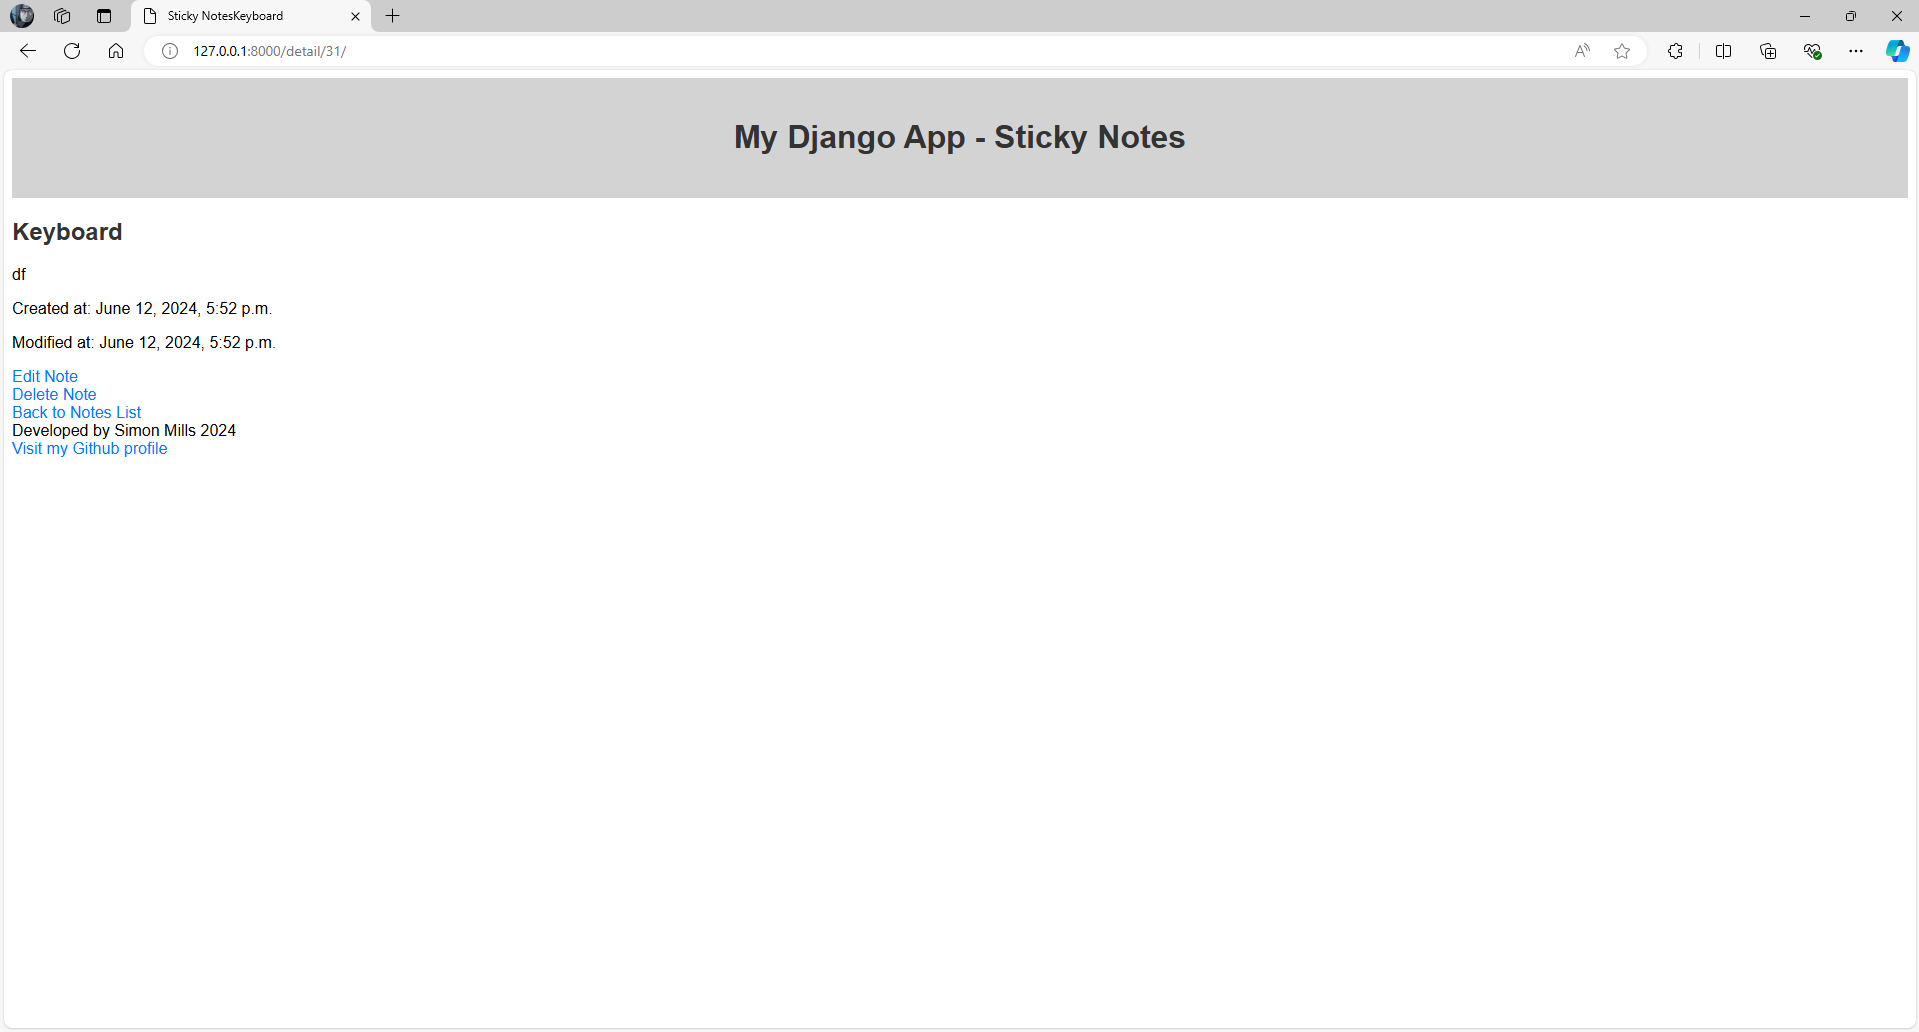 Sticky NotesKeyboard
127.0.0.1:8000/detail/31/
My Django App - Sticky Notes
Keyboard
df
Created at: June 12, 2024, 5:52 p.m.
Modified at: June 12, 2024, 5:52 p.m.
Edit Note
Delete Note
Back to Notes List
Developed by Simon Mills 2024
Visit my Github profile